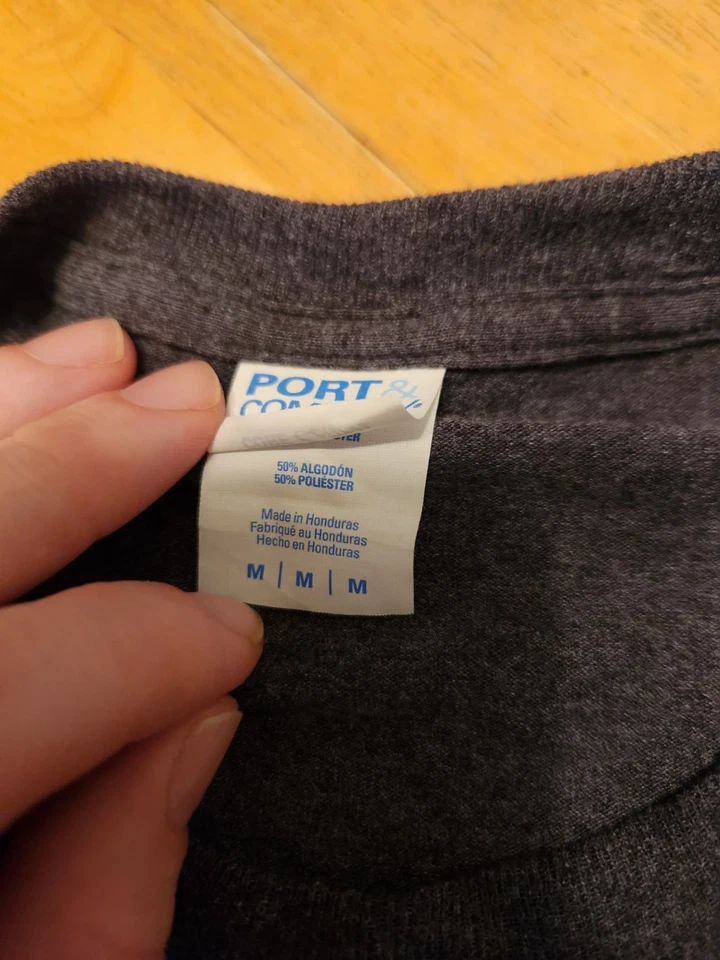 PORT &
50% ALGODÓN
50% POLIÉSTER
Made in Honduras
Fabriqué au Honduras
Hecho en Honduras
M | M | M